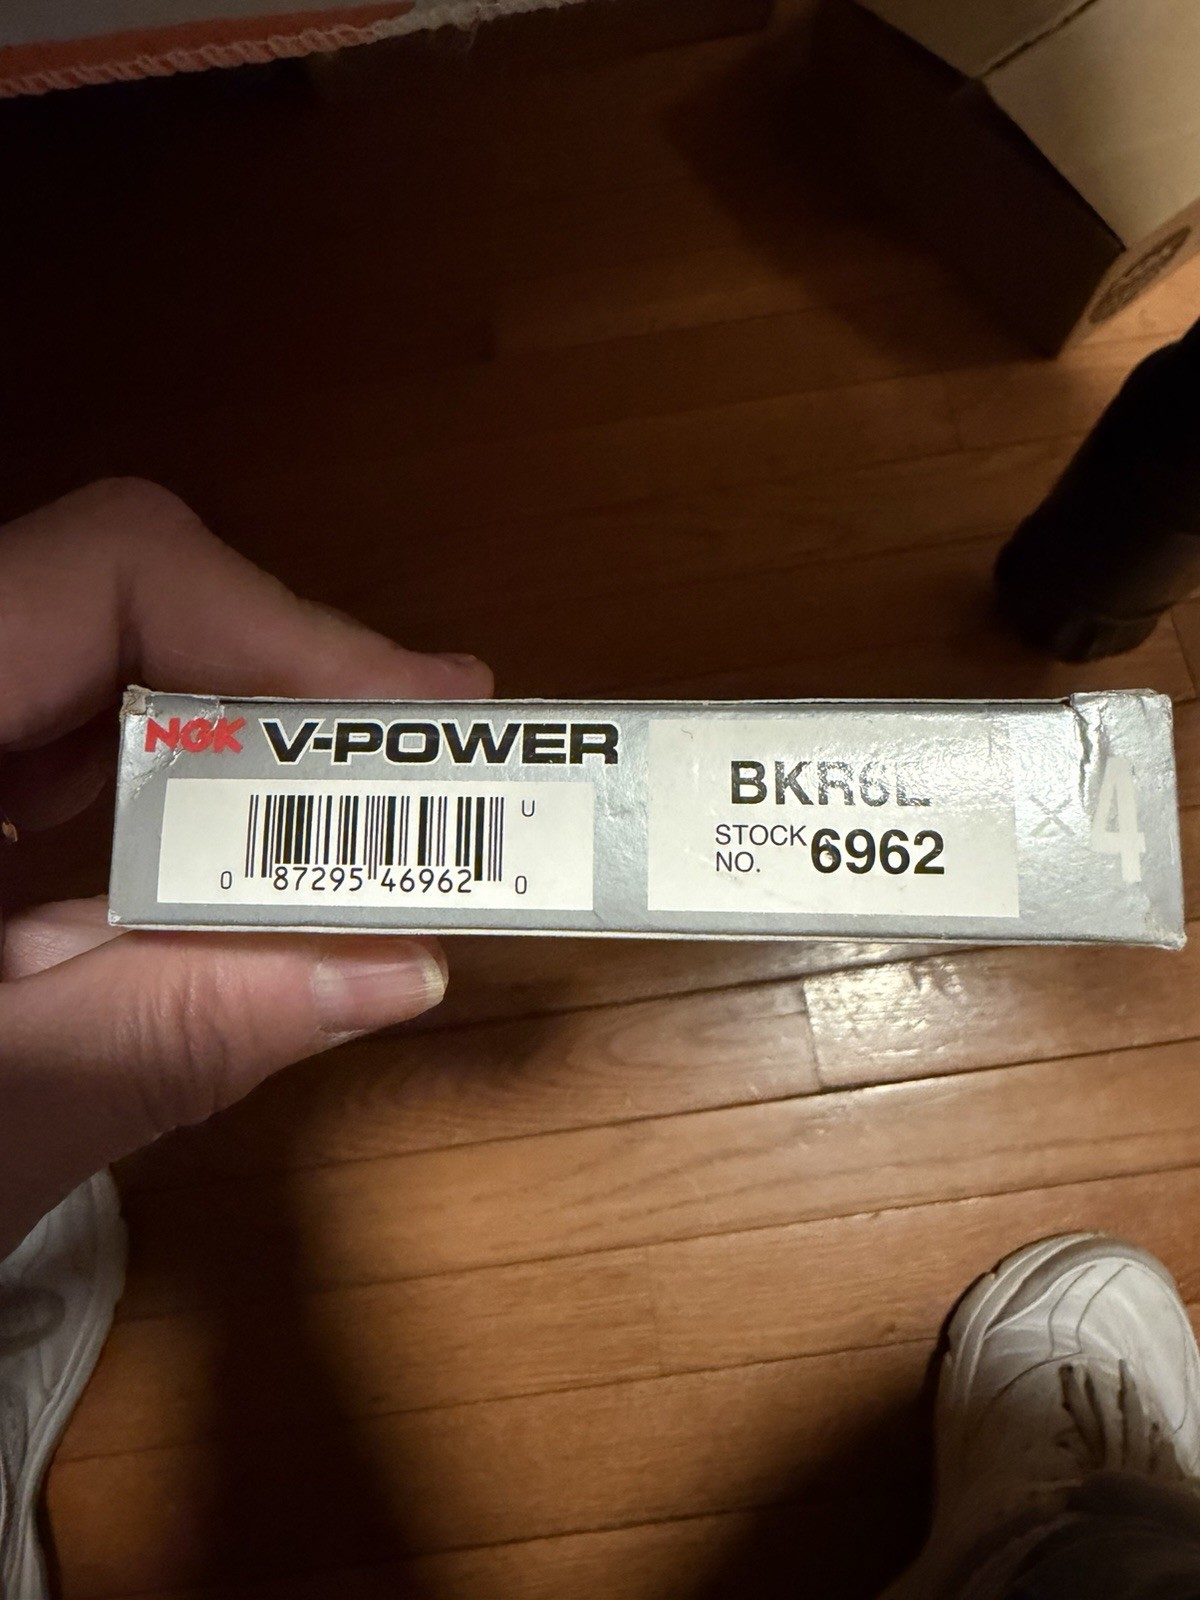 NGK V-POWER
U
0 87295 46962 0
BKR6E
STOCK NO. 6962
X 4